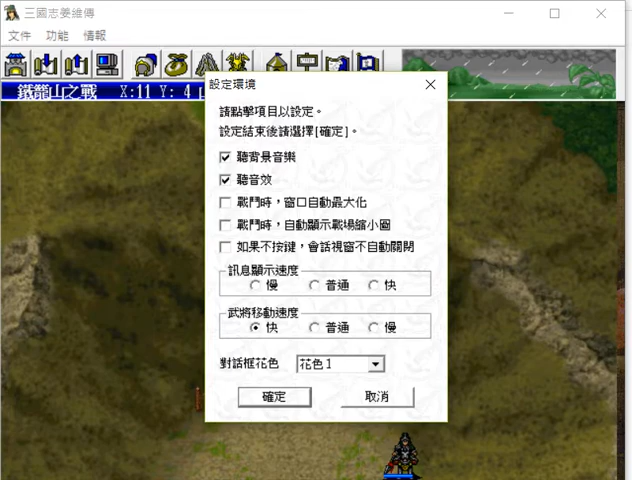 三國志姜維傳
文件 功能 情報
鐵籠山之戰 X:11 Y: 4
設定環境
請點擊項目以設定。
設定結束後請選擇[確定]。
聽背景音樂
聽音效
戰鬥時，窗口自動最大化
戰鬥時，自動顯示戰場縮小圖
如果不按键，會話視窗不自動關閉
訊息顯示速度
慢 普通 快
武將移動速度
快 普通 慢
對話框花色 花色 1
確定 取消